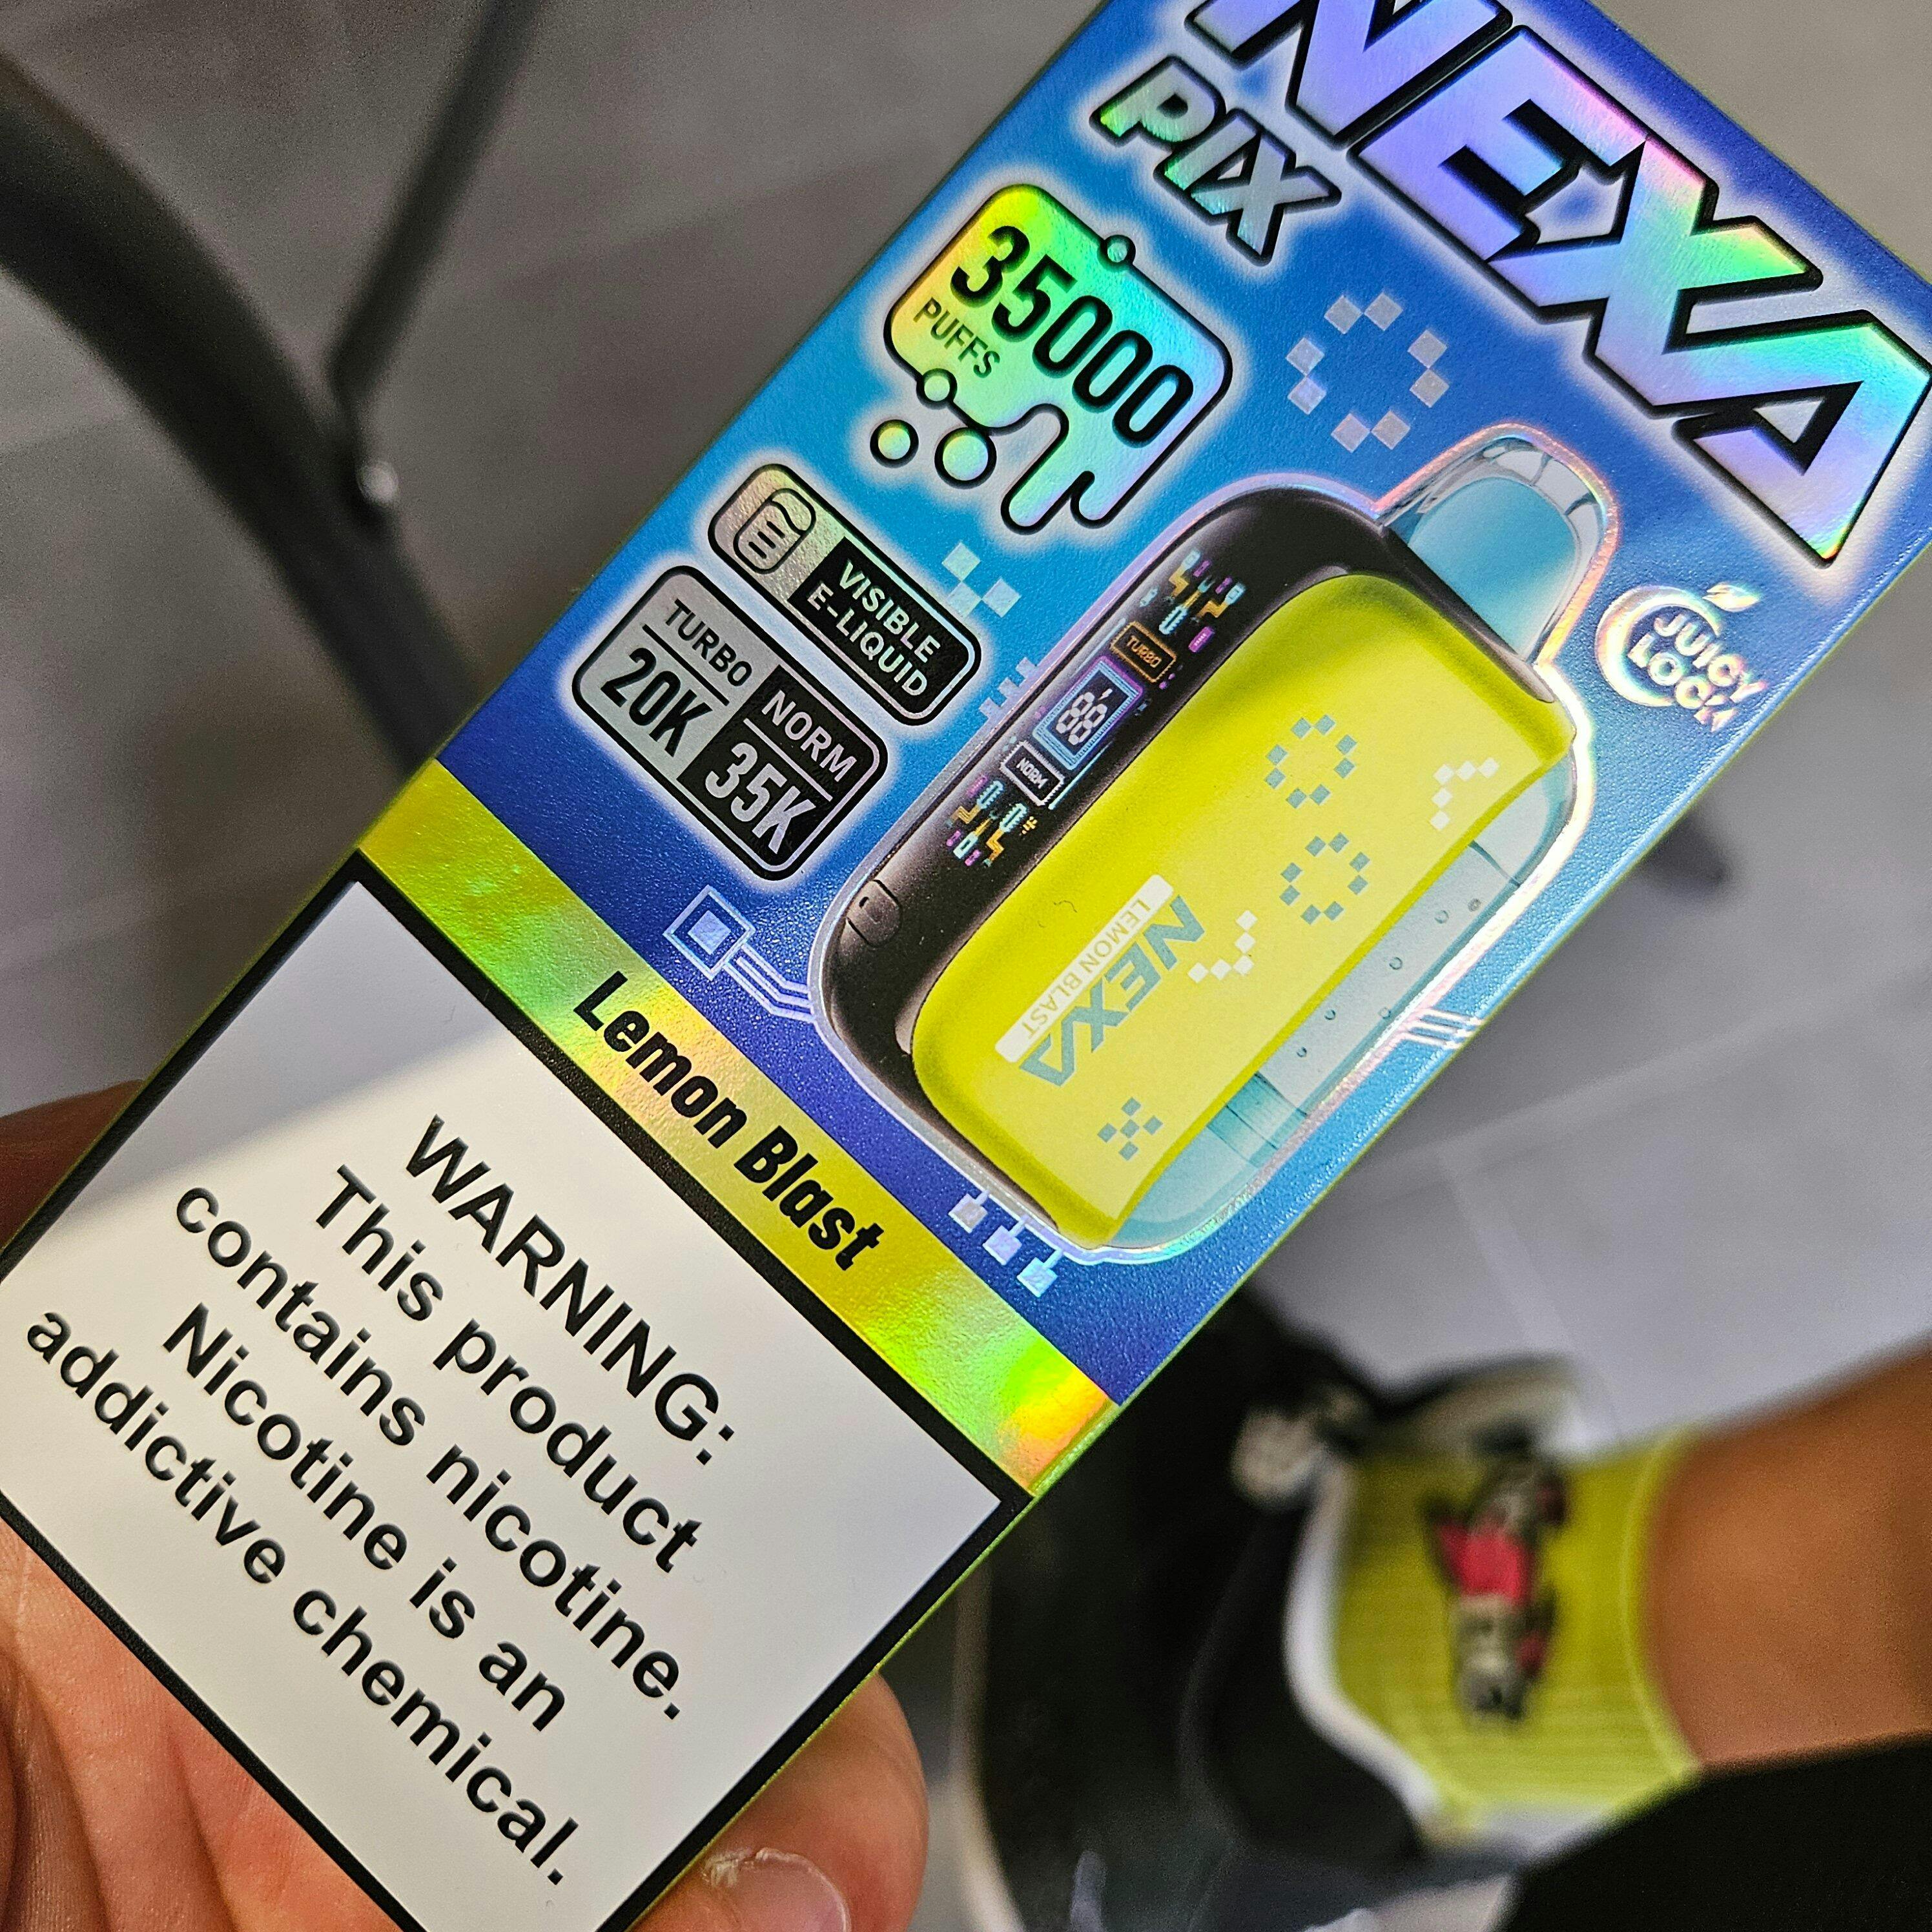 NEXA
PIX
35000
PUFFS
VISIBLE
E-LIQUID
TURBO
20K
NORM
35K
JUICY
LOCK
TURBO
88
NORM
NEXA
LEMON BLAST
Lemon Blast
WARNING:
This product
contains nicotine.
Nicotine is an
addictive chemical.